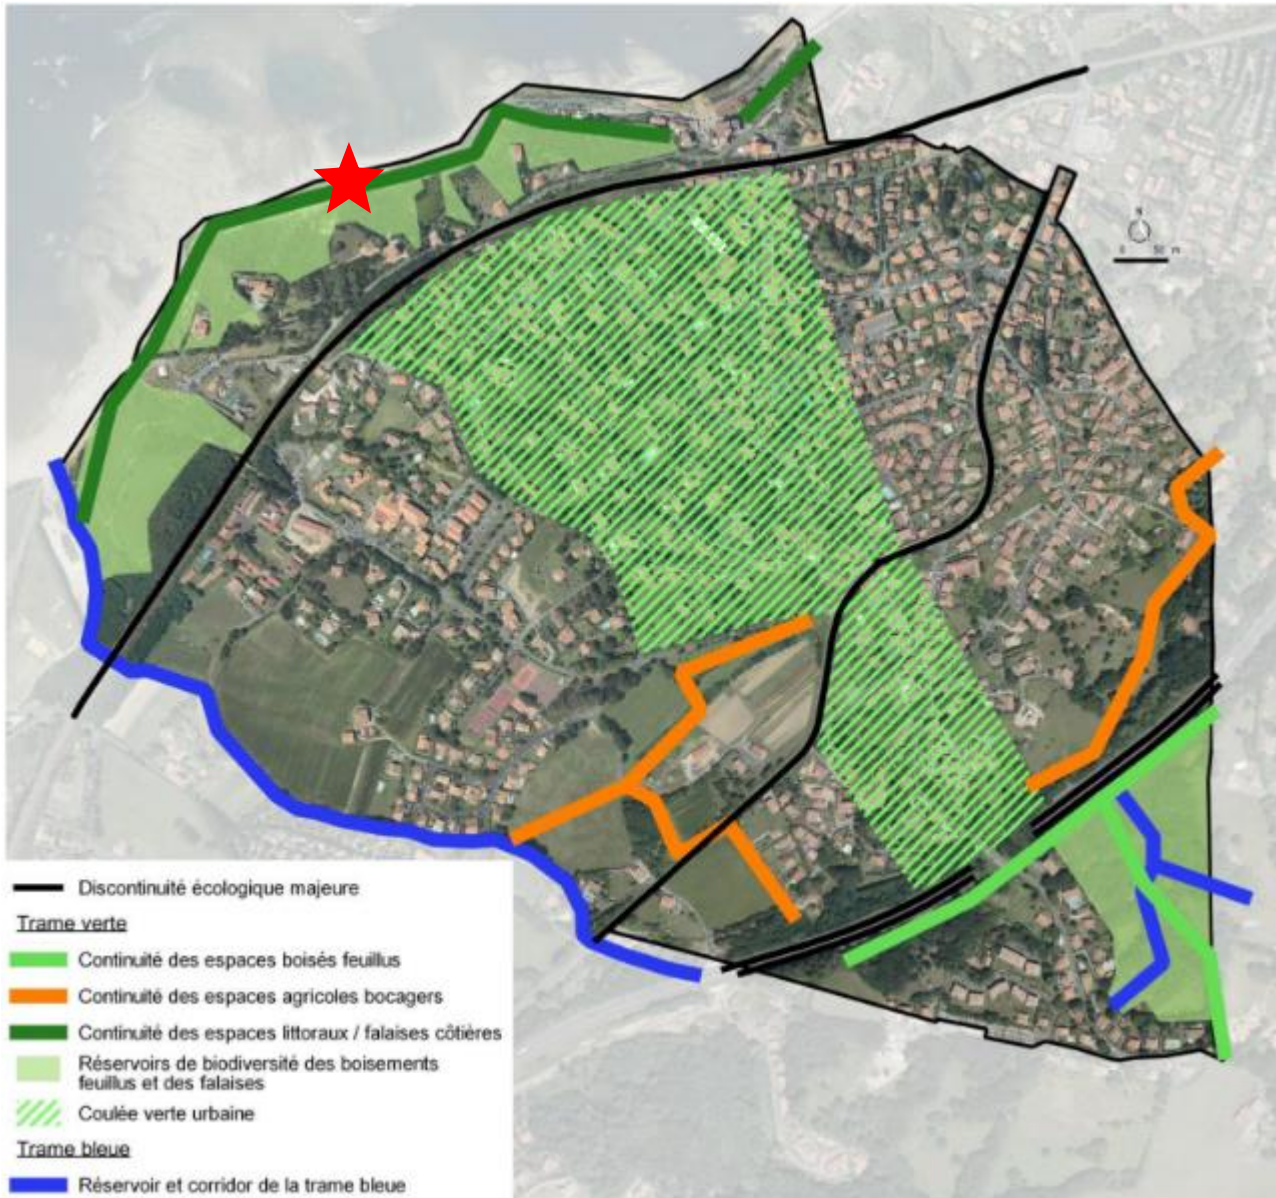 N
0 50 m
Discontinuité écologique majeure
Trame verte
Continuité des espaces boisés feuillus
Continuité des espaces agricoles bocagers
Continuité des espaces littoraux / falaises côtières
Réservoirs de biodiversité des boisements
feuillus et des falaises
Coulée verte urbaine
Trame bleue
Réservoir et corridor de la trame bleue